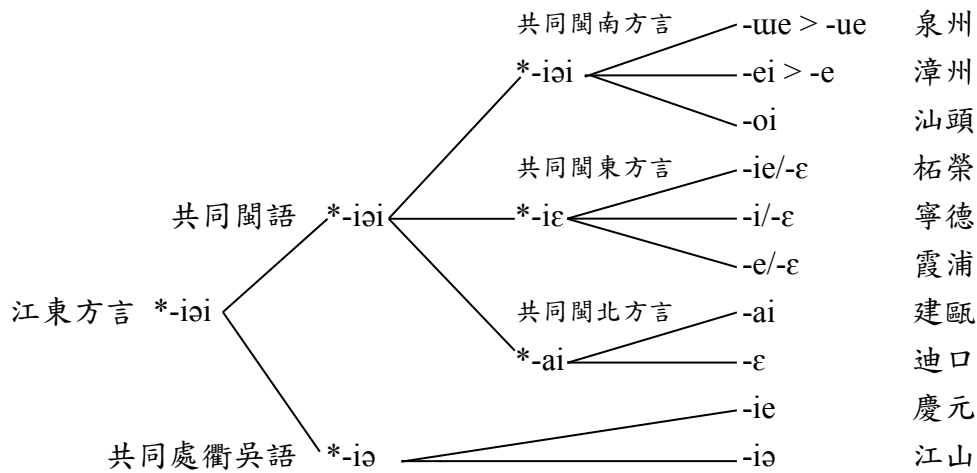 共同閩南方言 -ɯe > -ue 泉州
*-iəi -ei > -e 漳州
-oi 汕頭
共同閩東方言 -ie/-ɛ 柘榮
共同閩語 *-iəi *-iɛ -i/-ɛ 寧德
-e/-ɛ 霞浦
江東方言 *-iəi 共同閩北方言 -ai 建甌
*-ai -ɛ 迪口
-ie 慶元
共同處衢吳語 *-iə -iə 江山